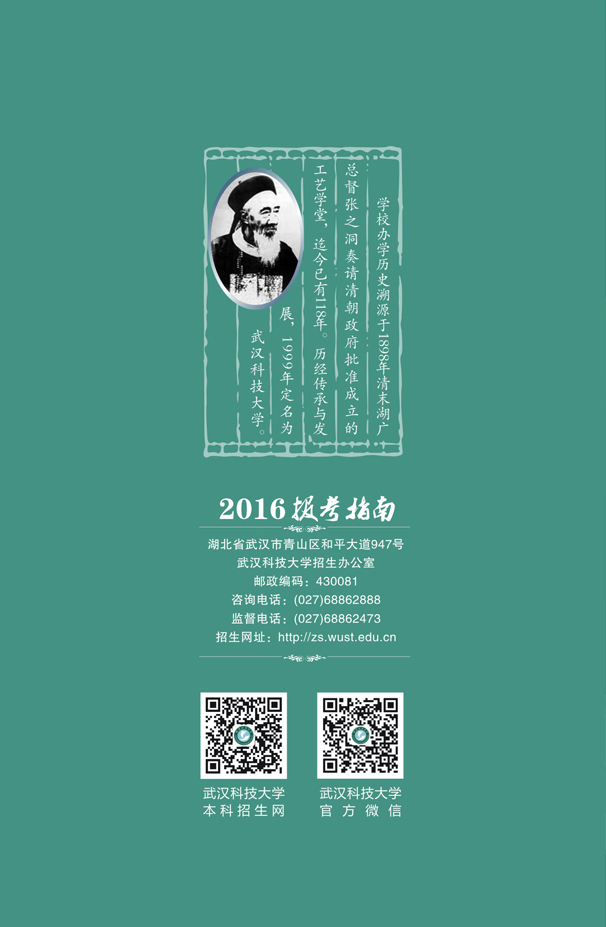 学校办学历史溯源于1898年清末湖广
总督张之洞奏请清朝政府批准成立的
工艺学堂，迄今已有118年。历经传承与发
展，1999年定名为
武汉科技大学。
2016报考指南
湖北省武汉市青山区和平大道947号
武汉科技大学招生办公室
邮政编码：430081
咨询电话：(027)68862888
监督电话：(027)68862473
招生网址：http://zs.wust.edu.cn
武汉科技大学
本科招生网
武汉科技大学
官方微信